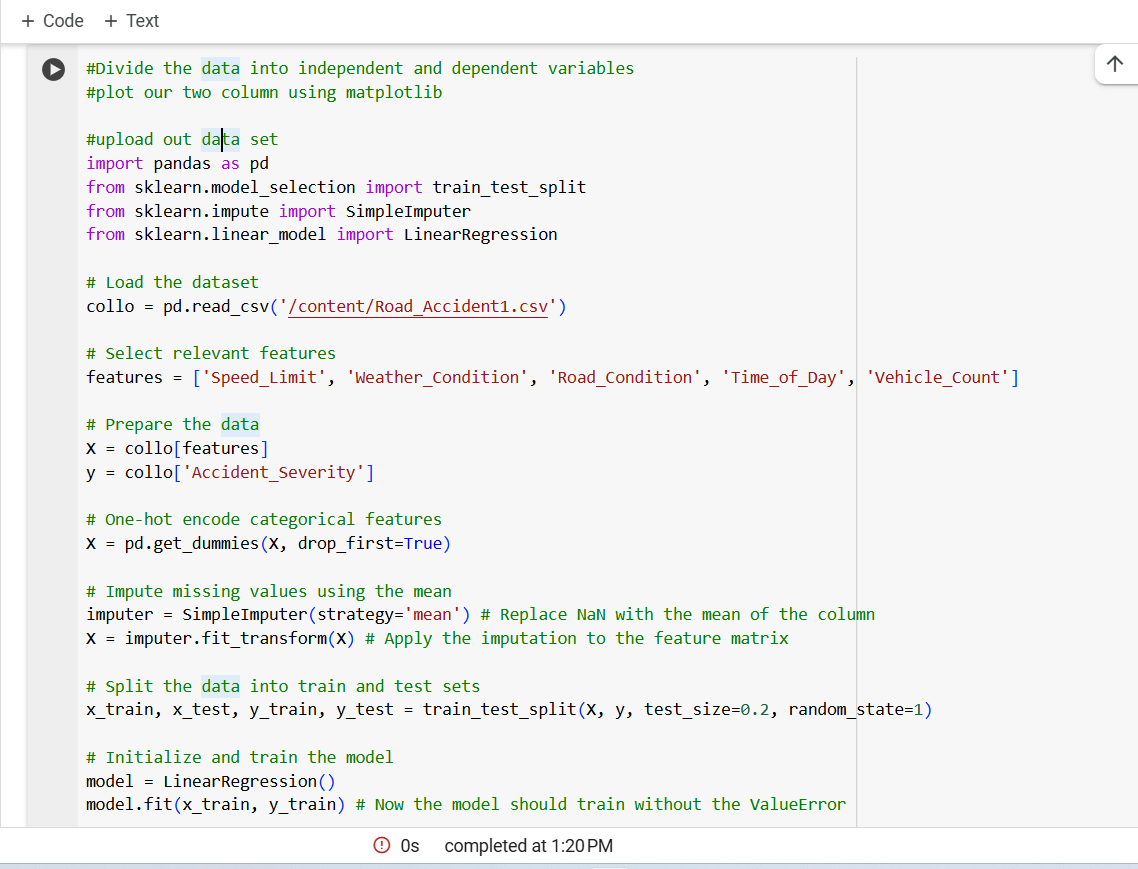 + Code + Text
#Divide the data into independent and dependent variables
#plot our two column using matplotlib
#upload out data set
import pandas as pd
from sklearn.model_selection import train_test_split
from sklearn.impute import SimpleImputer
from sklearn.linear_model import LinearRegression
# Load the dataset
collo = pd.read_csv('/content/Road_Accident1.csv')
# Select relevant features
features = ['Speed_Limit', 'Weather_Condition', 'Road_Condition', 'Time_of_Day', 'Vehicle_Count']
# Prepare the data
X = collo[features]
y = collo['Accident_Severity']
# One-hot encode categorical features
X = pd.get_dummies(X, drop_first=True)
# Impute missing values using the mean
imputer = SimpleImputer(strategy='mean') # Replace NaN with the mean of the column
X = imputer.fit_transform(X) # Apply the imputation to the feature matrix
# Split the data into train and test sets
x_train, x_test, y_train, y_test = train_test_split(X, y, test_size=0.2, random_state=1)
# Initialize and train the model
model = LinearRegression()
model.fit(x_train, y_train) # Now the model should train without the ValueError
0s completed at 1:20 PM